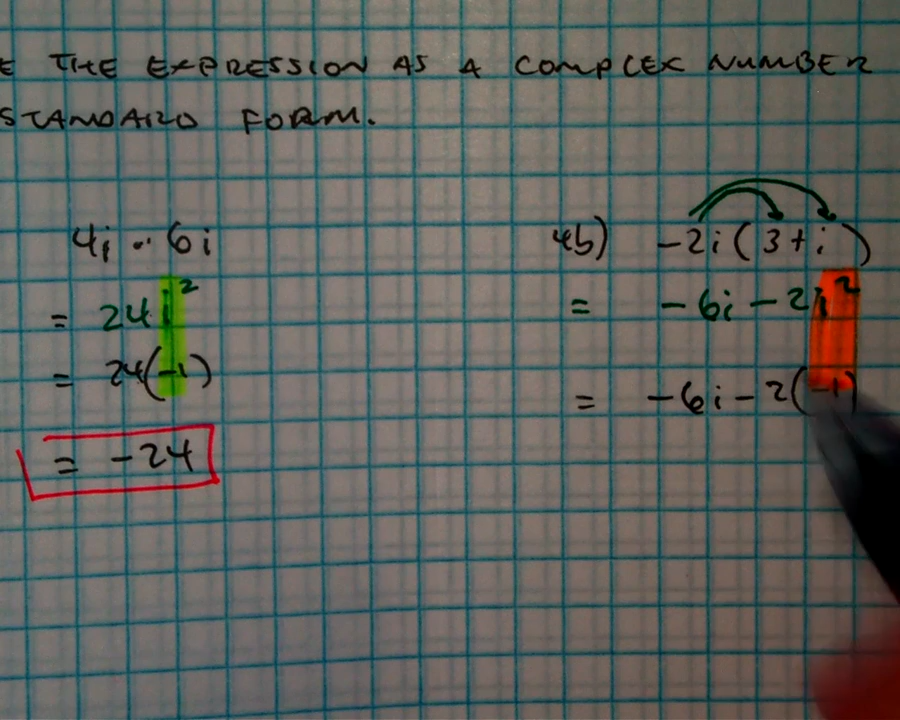 E THE EXPRESSION AS A COMPLEX NUMBER
STANDARD FORM.
4i · 6i
= 24i²
= 24(-1)
= -24
4b) -2i(3+i)
= -6i-2i²
= -6i-2(-1)